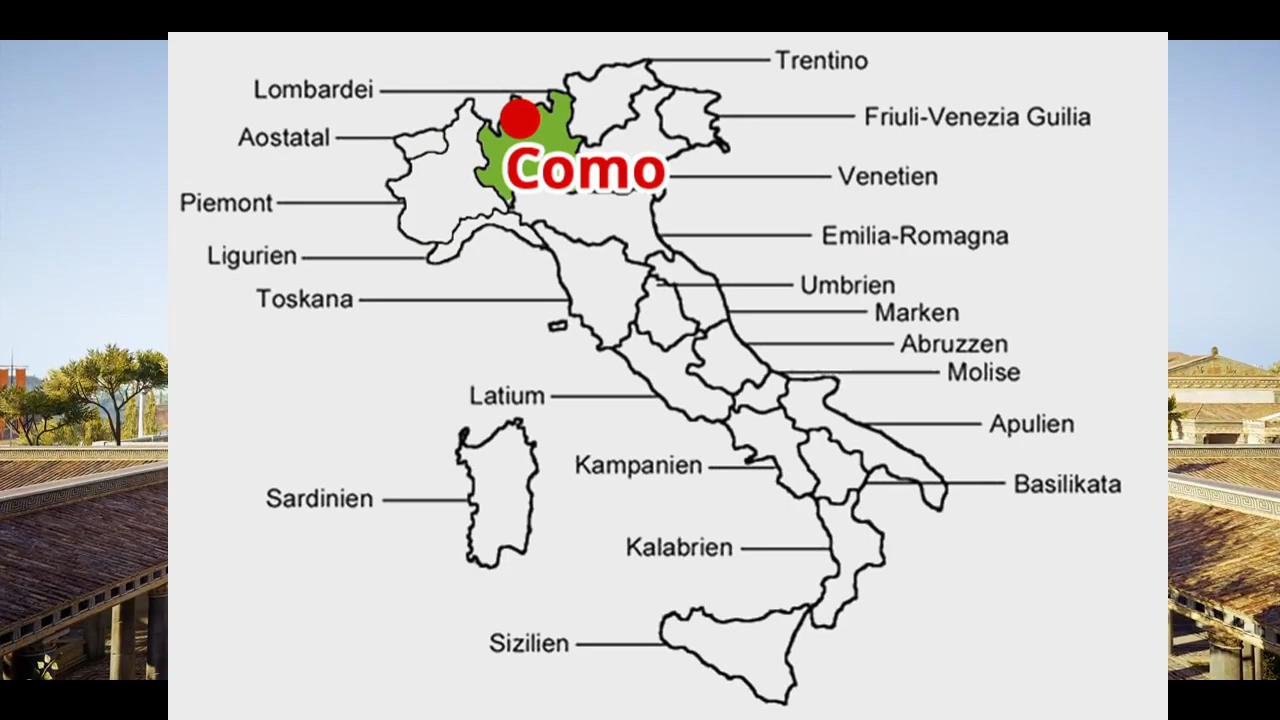 Trentino
Lombardei
Friuli-Venezia Guilia
Aostatal
Como
Venetien
Piemont
Emilia-Romagna
Ligurien
Umbrien
Toskana
Marken
Abruzzen
Molise
Latium
Apulien
Kampanien
Basilikata
Sardinien
Kalabrien
Sizilien